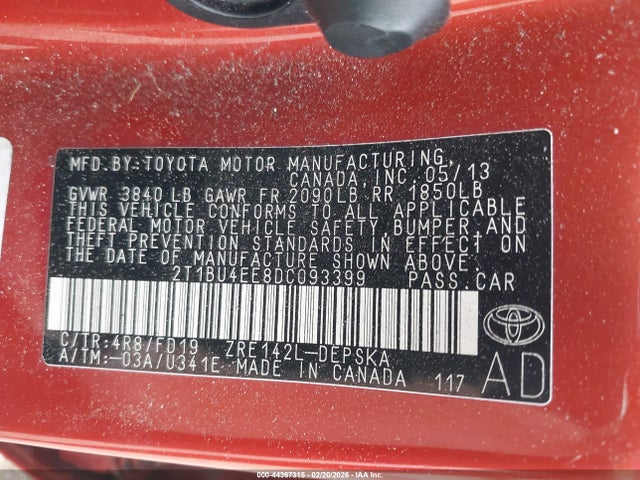 MFD. BY: TOYOTA MOTOR MANUFACTURING,
CANADA, INC. 05/13
GVWR 3840 LB GAWR FR 2090LB RR 1850LB
THIS VEHICLE CONFORMS TO ALL APPLICABLE
FEDERAL MOTOR VEHICLE SAFETY, BUMPER, AND
THEFT PREVENTION STANDARDS IN EFFECT ON
THE DATE OF MANUFACTURE SHOWN ABOVE.
2T1BU4EE8DC093399 PASS.CAR
C/TR:4R8/FD19 ZRE142L-DEPSKA
A/TM:-03A/U341E MADE IN CANADA 117
AD
000-44367315 - 02/20/2026 - IAAI